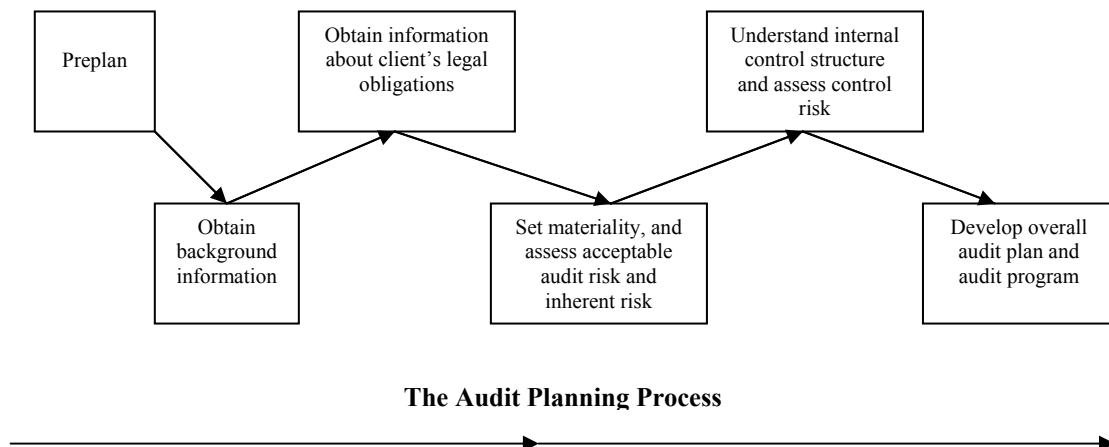 Preplan
Obtain
background
information
Obtain information
about client’s legal
obligations
Set materiality, and
assess acceptable
audit risk and
inherent risk
Understand internal
control structure
and assess control
risk
Develop overall
audit plan and
audit program
The Audit Planning Process